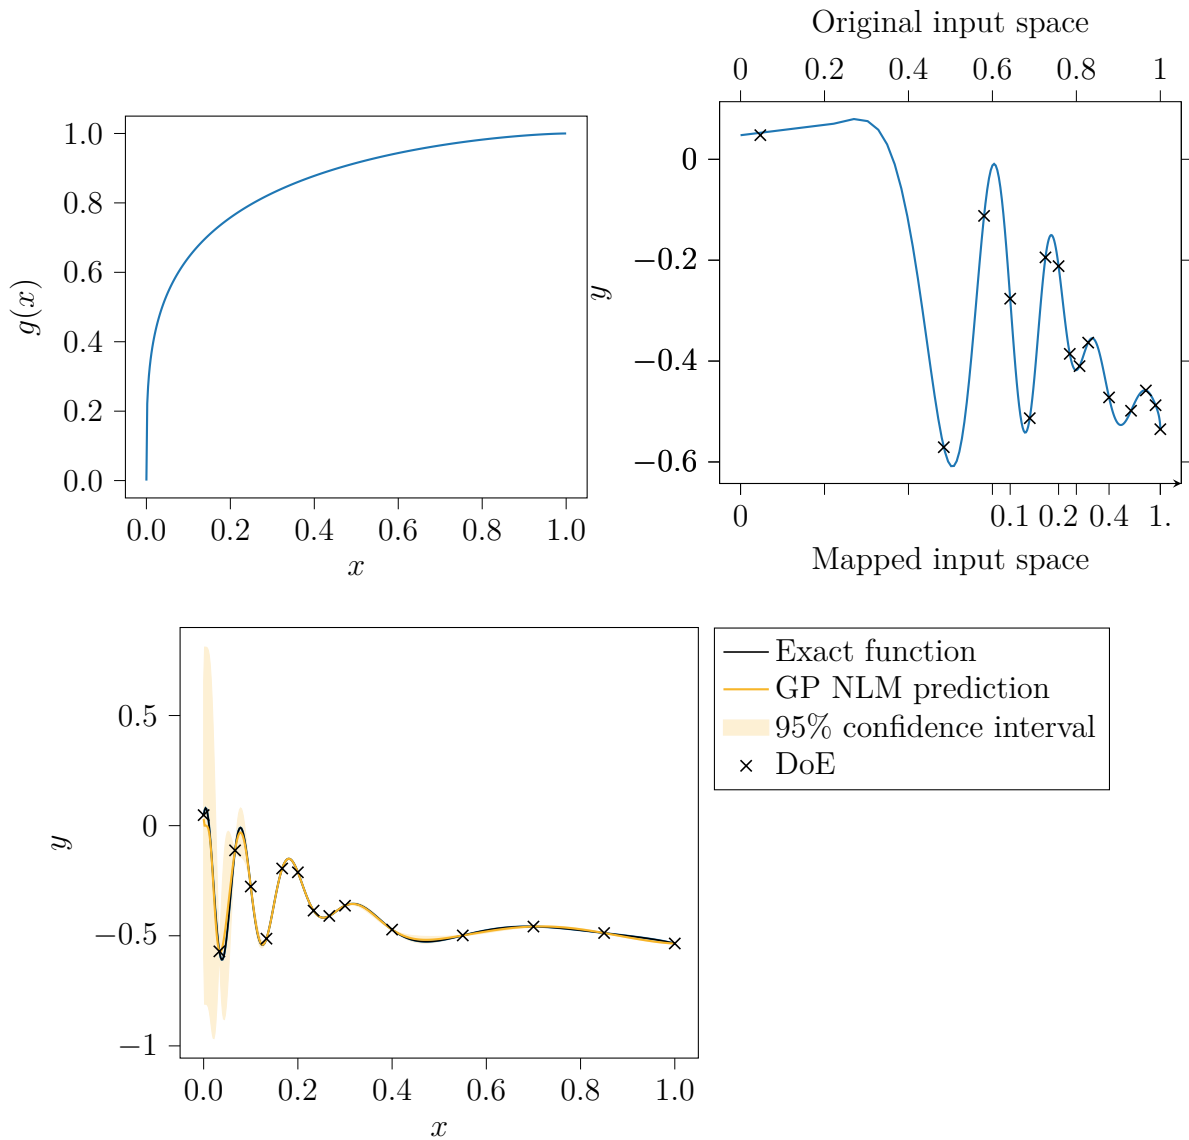 1.0
0.8
0.6
0.4
0.2
0.0
g(x)
0.0 0.2 0.4 0.6 0.8 1.0
x
Original input space
0 0.2 0.4 0.6 0.8 1
0
−0.2
−0.4
−0.6
y
0 0.1 0.2 0.4 1.
Mapped input space
0.5
0
−0.5
−1
y
0.0 0.2 0.4 0.6 0.8 1.0
x
Exact function
GP NLM prediction
95% confidence interval
DoE